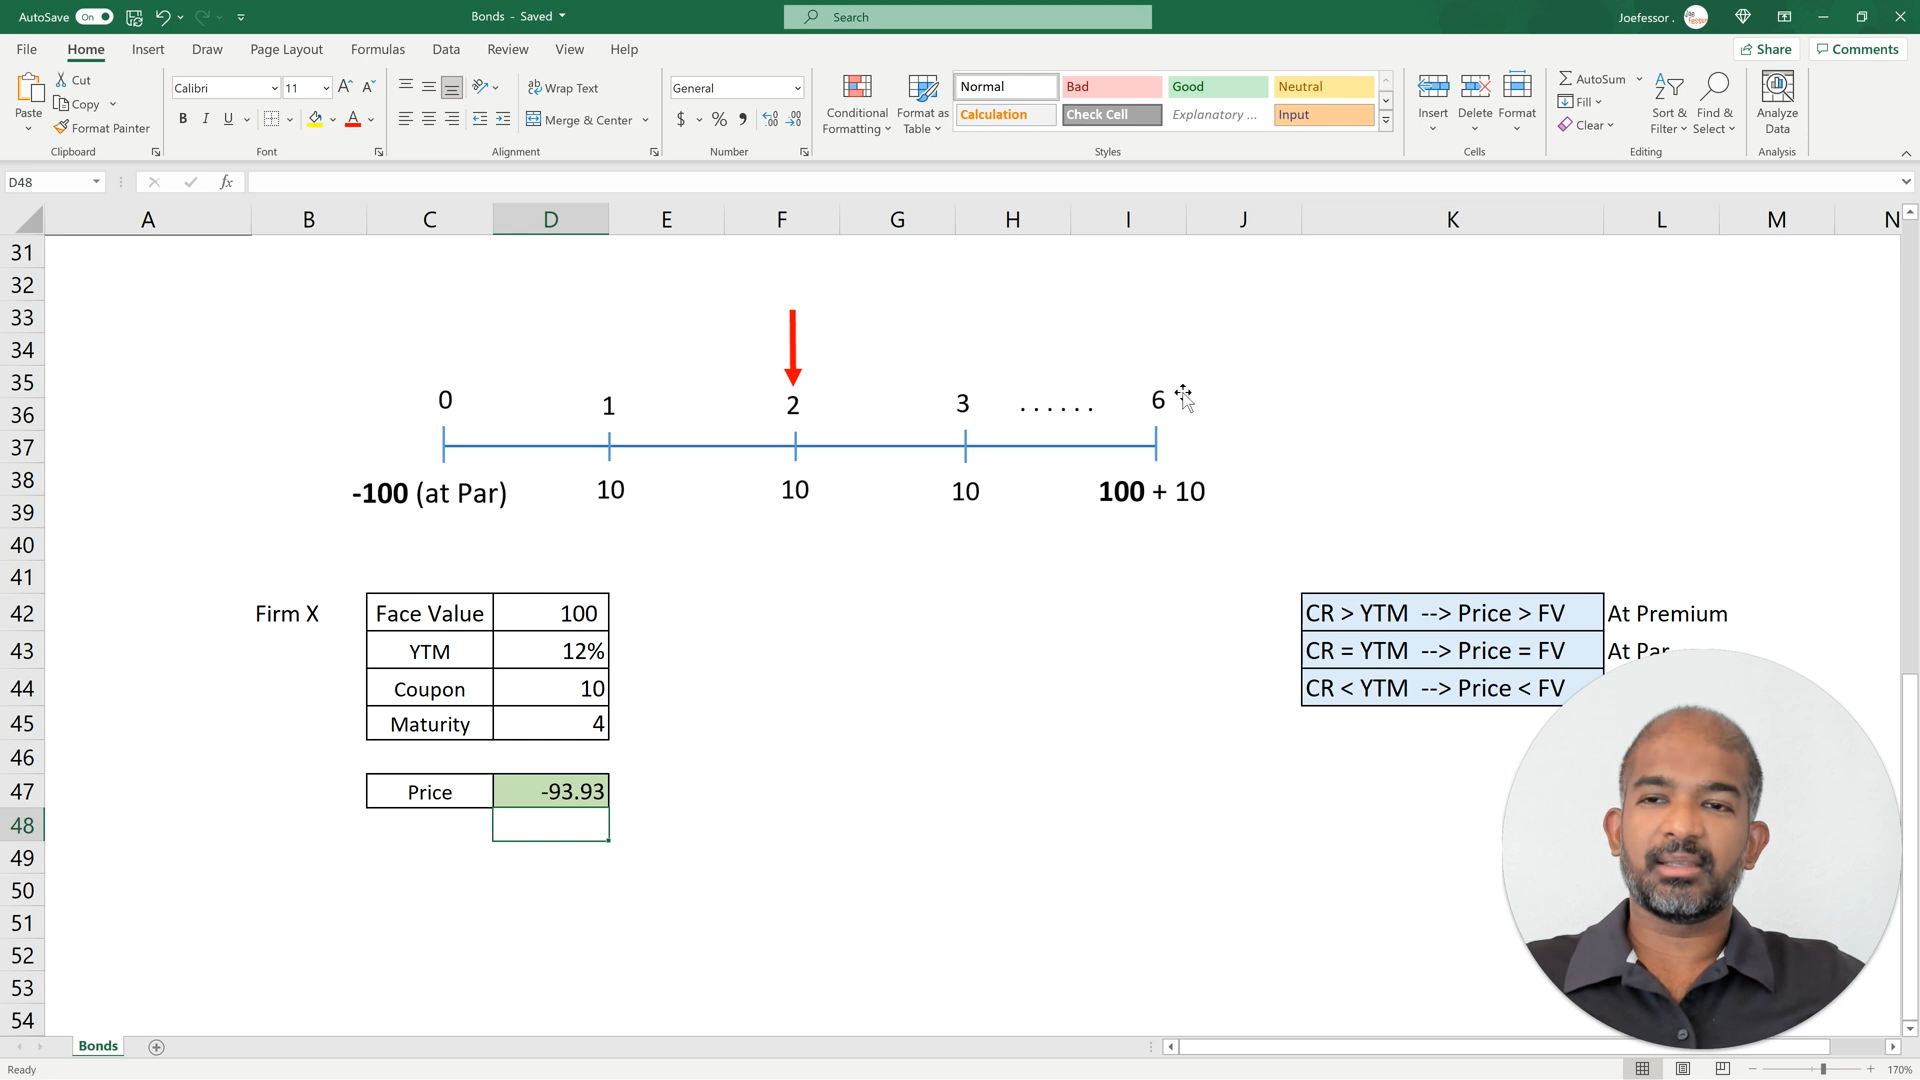 AutoSave On Bonds - Saved Search Joefessor .
File Home Insert Draw Page Layout Formulas Data Review View Help Share Comments
Paste Cut Copy Format Painter Clipboard
Calibri 11 B I U A Font
Wrap Text Merge & Center Alignment
General $ % Number
Conditional Formatting Format as Table
Normal Bad Good Neutral
Calculation Check Cell Explanatory ... Input
Styles
Insert Delete Format Cells
AutoSum Fill Clear Sort & Filter Find & Select Editing
Analyze Data Analysis
D48 fx
A B C D E F G H I J K L M N
31
32
33
34
35
36 0 1 2 3 . . . . . . 6
37
38 -100 (at Par) 10 10 10 100 + 10
39
40
41
42 Firm X Face Value 100 CR > YTM --> Price > FV At Premium
43 YTM 12% CR = YTM --> Price = FV At Par
44 Coupon 10 CR < YTM --> Price < FV
45 Maturity 4
46
47 Price -93.93
48
49
50
51
52
53
54
Bonds
Ready 170%